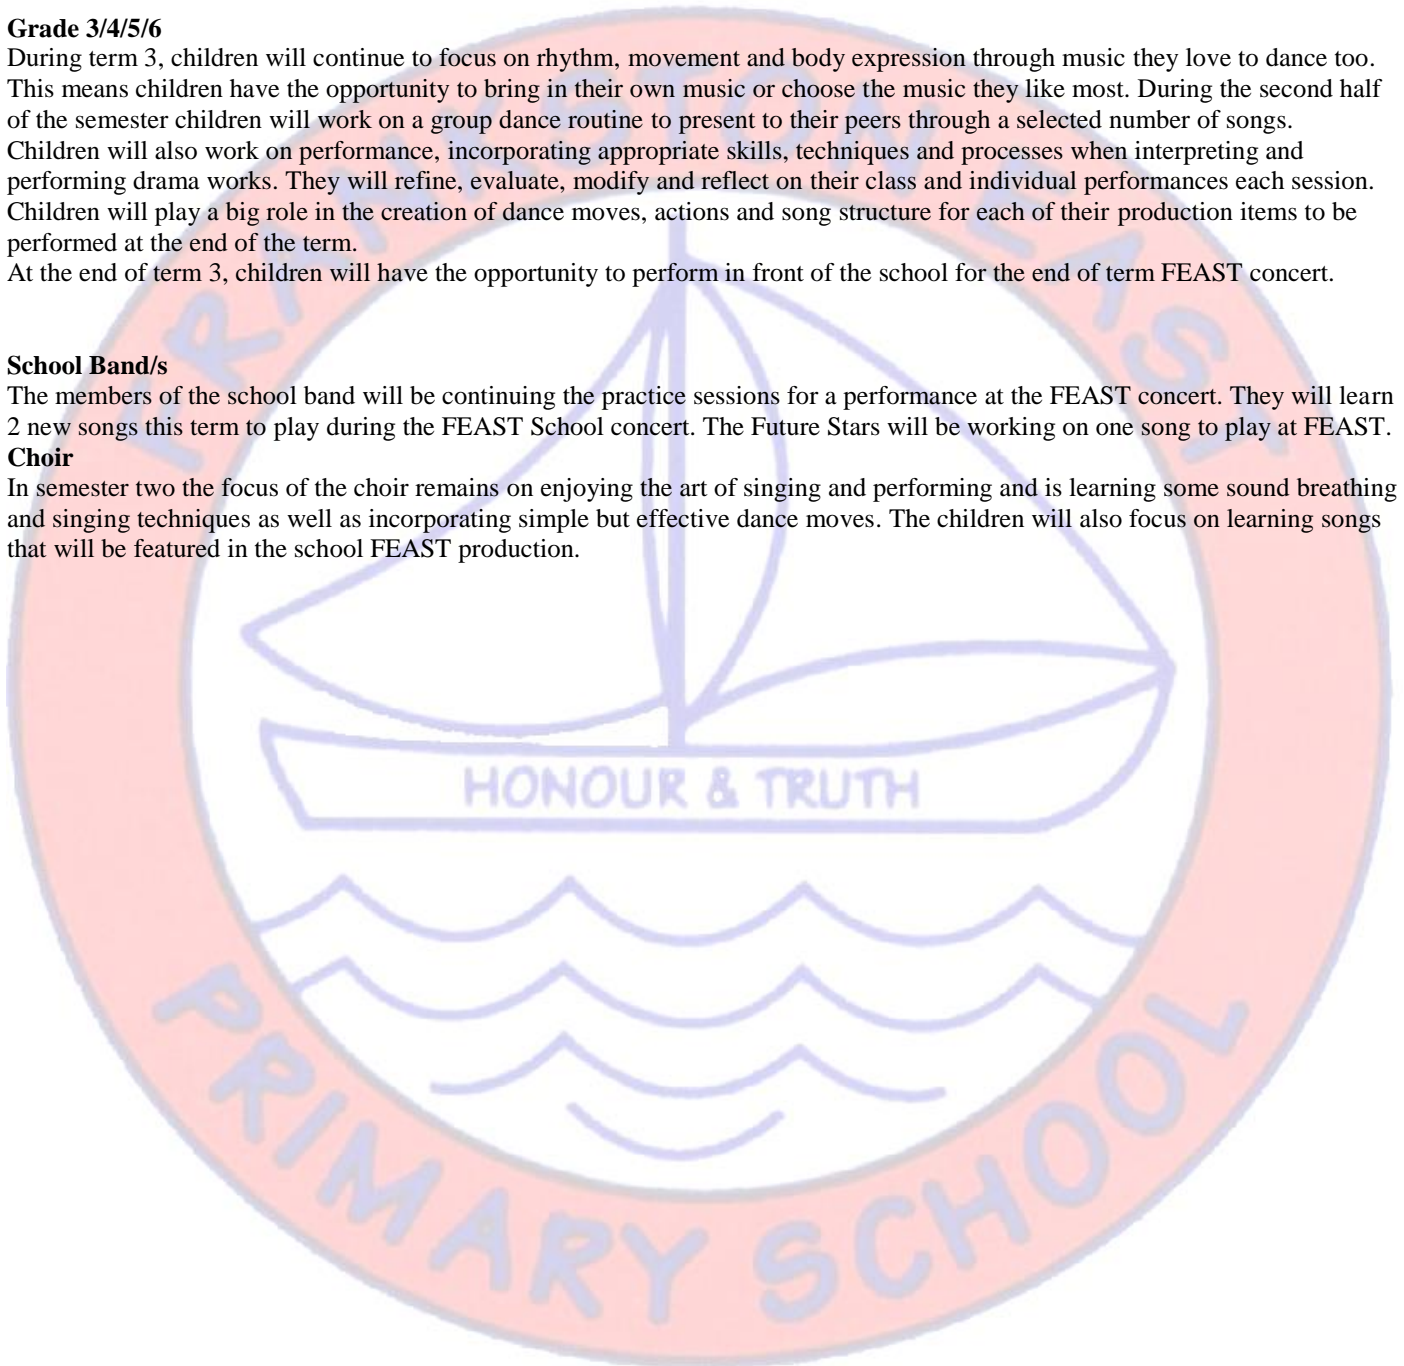 Grade 3/4/5/6
During term 3, children will continue to focus on rhythm, movement and body expression through music they love to dance too.
This means children have the opportunity to bring in their own music or choose the music they like most. During the second half
of the semester children will work on a group dance routine to present to their peers through a selected number of songs.
Children will also work on performance, incorporating appropriate skills, techniques and processes when interpreting and
performing drama works. They will refine, evaluate, modify and reflect on their class and individual performances each session.
Children will play a big role in the creation of dance moves, actions and song structure for each of their production items to be
performed at the end of the term.
At the end of term 3, children will have the opportunity to perform in front of the school for the end of term FEAST concert.
School Band/s
The members of the school band will be continuing the practice sessions for a performance at the FEAST concert. They will learn
2 new songs this term to play during the FEAST School concert. The Future Stars will be working on one song to play at FEAST.
Choir
In semester two the focus of the choir remains on enjoying the art of singing and performing and is learning some sound breathing
and singing techniques as well as incorporating simple but effective dance moves. The children will also focus on learning songs
that will be featured in the school FEAST production.
FRANKSTON EAST
HONOUR & TRUTH
PRIMARY SCHOOL